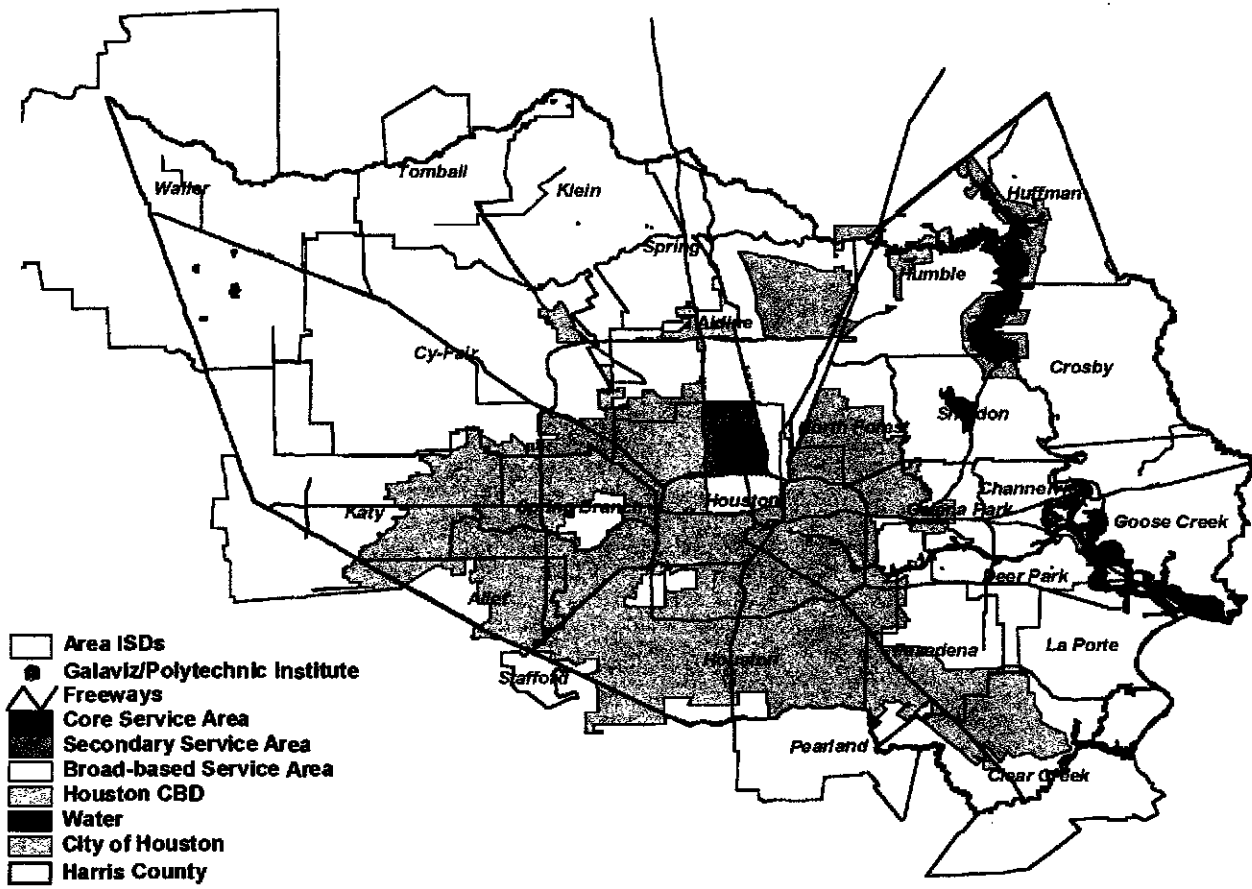 Waller
Tomball
Klein
Huffman
Spring
Humble
Aldine
Cy-Fair
Crosby
Sheldon
North Forest
Houston
Channelview
Katy
Spring Branch
Galena Park
Goose Creek
Deer Park
Alief
Houston
Pasadena
La Porte
Stafford
Pearland
Clear Creek
Area ISDs
Galaviz/Polytechnic Institute
Freeways
Core Service Area
Secondary Service Area
Broad-based Service Area
Houston CBD
Water
City of Houston
Harris County